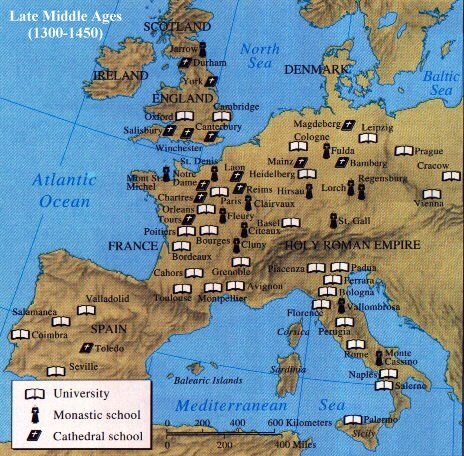 Late Middle Ages
(1300-1450)
SCOTLAND
North
Sea
Jarrow
Durham
IRELAND
York
DENMARK
Baltic
Sea
ENGLAND
Cambridge
Oxford
Salisbury
Canterbury
Winchester
Magdeberg
Leipzig
Cologne
Fulda
Prague
St. Denis
Laon
Mainz
Bamberg
Cracow
Mont St.
Michel
Notre
Dame
Heidelberg
Regensburg
Reims
Hirsau
Lorch
Chartres
Paris
Clairvaux
Vienna
Atlantic
Ocean
Orleans
Fleury
Tours
Basel
St. Gall
Poitiers
Citeaux
Bourges
Cluny
FRANCE
HOLY ROMAN EMPIRE
Bordeaux
Grenoble
Piacenza
Padua
Cahors
Ferrara
Avignon
Bologna
Toulouse
Montpellier
Vallombrosa
Valladolid
Florence
Salamanca
Corsica
Perugia
Coimbra
SPAIN
Rome
Monte
Cassino
Toledo
Sardinia
Seville
Naples
Balearic Islands
Salerno
Mediterranean
Sea
Palermo
Sicily
University
Monastic school
Cathedral school
0
200
400
600 Kilometers
0
200
400 Miles